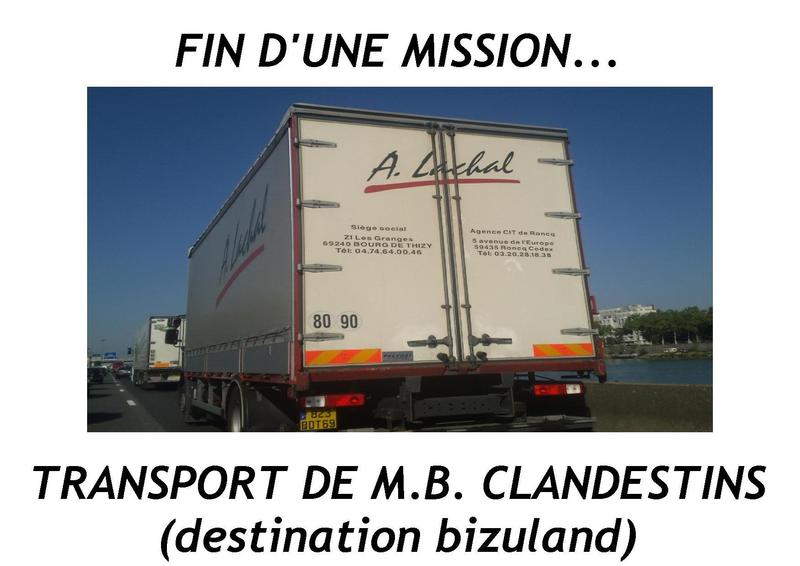 FIN D'UNE MISSION...
A. Lachal
A. Lachal
Siège social
ZI Les Granges
69240 BOURG DE THIZY
Tél: 04.74.64.00.46
Agence CIT de Roncq
5 avenue de l'Europe
59435 Roncq Cedex
Tél: 03.20.28.18.38
80 90
823
BDT69
TRANSPORT DE M.B. CLANDESTINS
(destination bizuland)